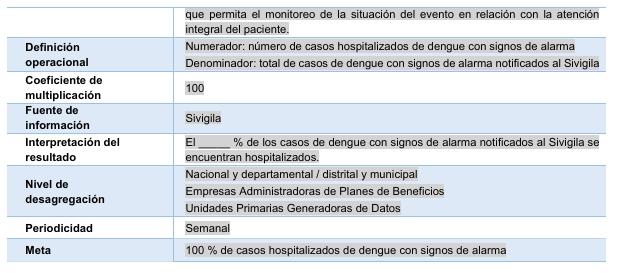 que permita el monitoreo de la situación del evento en relación con la atención
integral del paciente.
Definición
operacional
Numerador: número de casos hospitalizados de dengue con signos de alarma
Denominador: total de casos de dengue con signos de alarma notificados al Sivigila
Coeficiente de
multiplicación
100
Fuente de
información
Sivigila
Interpretación del
resultado
El _____ % de los casos de dengue con signos de alarma notificados al Sivigila se
encuentran hospitalizados.
Nivel de
desagregación
Nacional y departamental / distrital y municipal
Empresas Administradoras de Planes de Beneficios
Unidades Primarias Generadoras de Datos
Periodicidad
Semanal
Meta
100 % de casos hospitalizados de dengue con signos de alarma